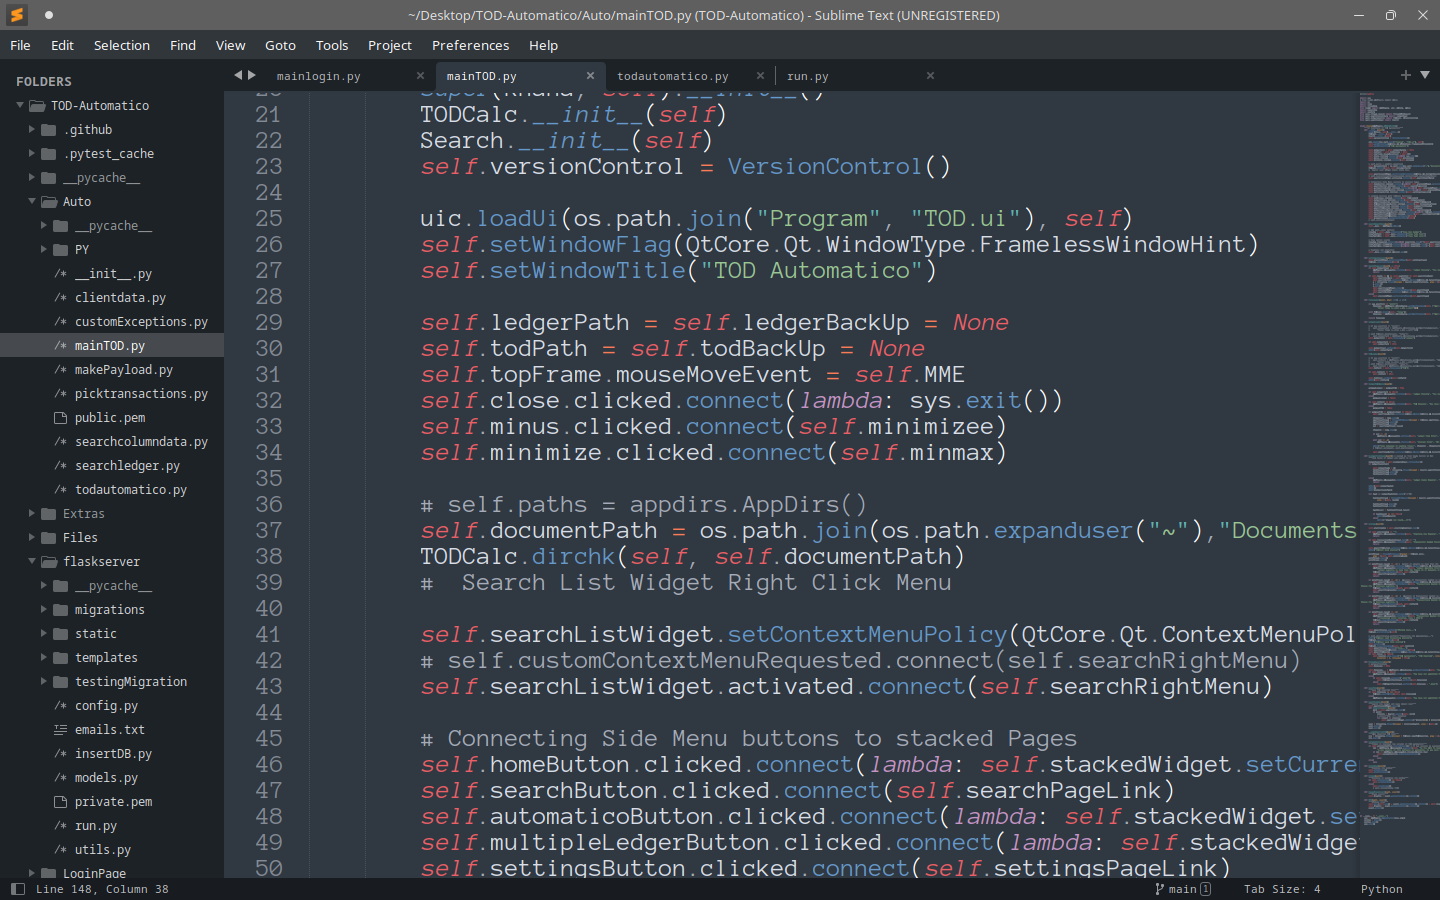 ~/Desktop/TOD-Automatico/Auto/mainTOD.py (TOD-Automatico) - Sublime Text (UNREGISTERED)
File Edit Selection Find View Goto Tools Project Preferences Help
FOLDERS
TOD-Automatico
.github
.pytest_cache
__pycache__
Auto
__pycache__
PY
/* __init__.py
/* clientdata.py
/* customExceptions.py
/* mainTOD.py
/* makePayload.py
/* picktransactions.py
public.pem
/* searchcolumndata.py
/* searchledger.py
/* todautomatico.py
Extras
Files
flaskserver
__pycache__
migrations
static
templates
testingMigration
/* config.py
emails.txt
/* insertDB.py
/* models.py
private.pem
/* run.py
/* utils.py
LoginPage
mainlogin.py
mainTOD.py
todautomatico.py
run.py
21 TODCalc.__init__(self)
22 Search.__init__(self)
23 self.versionControl = VersionControl()
24
25 uic.loadUi(os.path.join("Program", "TOD.ui"), self)
26 self.setWindowFlag(QtCore.Qt.WindowType.FramelessWindowHint)
27 self.setWindowTitle("TOD Automatico")
28
29 self.ledgerPath = self.ledgerBackUp = None
30 self.todPath = self.todBackUp = None
31 self.topFrame.mouseMoveEvent = self.MME
32 self.close.clicked.connect(lambda: sys.exit())
33 self.minus.clicked.connect(self.minimizee)
34 self.minimize.clicked.connect(self.minmax)
35
36 # self.paths = appdirs.AppDirs()
37 self.documentPath = os.path.join(os.path.expanduser("~"),"Documents
38 TODCalc.dirchk(self, self.documentPath)
39 #  Search List Widget Right Click Menu
40
41 self.searchListWidget.setContextMenuPolicy(QtCore.Qt.ContextMenuPol
42 # self.customContextMenuRequested.connect(self.searchRightMenu)
43 self.searchListWidget.activated.connect(self.searchRightMenu)
44
45 # Connecting Side Menu buttons to stacked Pages
46 self.homeButton.clicked.connect(lambda: self.stackedWidget.setCurre
47 self.searchButton.clicked.connect(self.searchPageLink)
48 self.automaticoButton.clicked.connect(lambda: self.stackedWidget.se
49 self.multipleLedgerButton.clicked.connect(lambda: self.stackedWidge
50 self.settingsButton.clicked.connect(self.settingsPageLink)
Line 148, Column 38
main 1
Tab Size: 4
Python